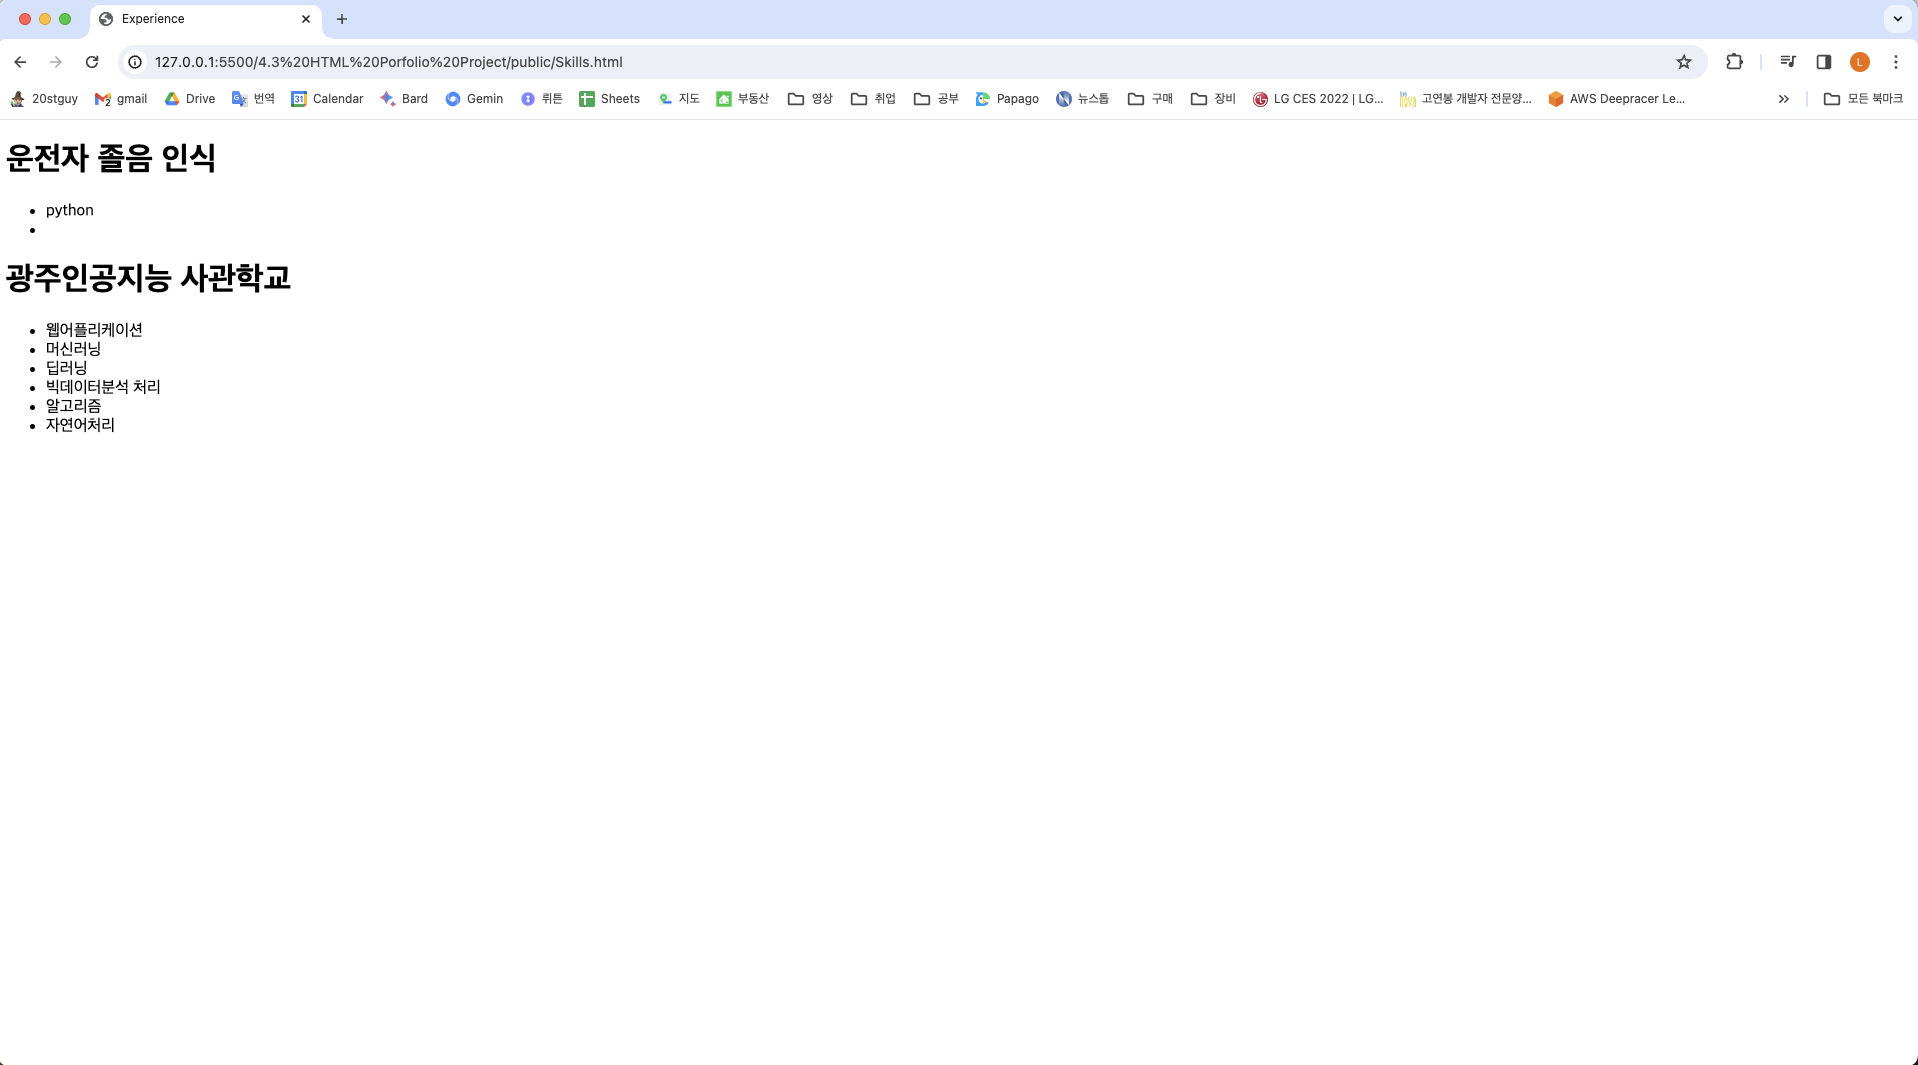 Experience
127.0.0.1:5500/4.3%20HTML%20Porfolio%20Project/public/Skills.html
20stguy gmail Drive 번역 Calendar Bard Gemin 뤼튼 Sheets 지도 부동산 영상 취업 공부 Papago 뉴스톱 구매 장비 LG CES 2022 | LG... 고연봉 개발자 전문양... AWS Deepracer Le... » 모든 북마크
운전자 졸음 인식
python
광주인공지능 사관학교
웹어플리케이션
머신러닝
딥러닝
빅데이터분석 처리
알고리즘
자연어처리